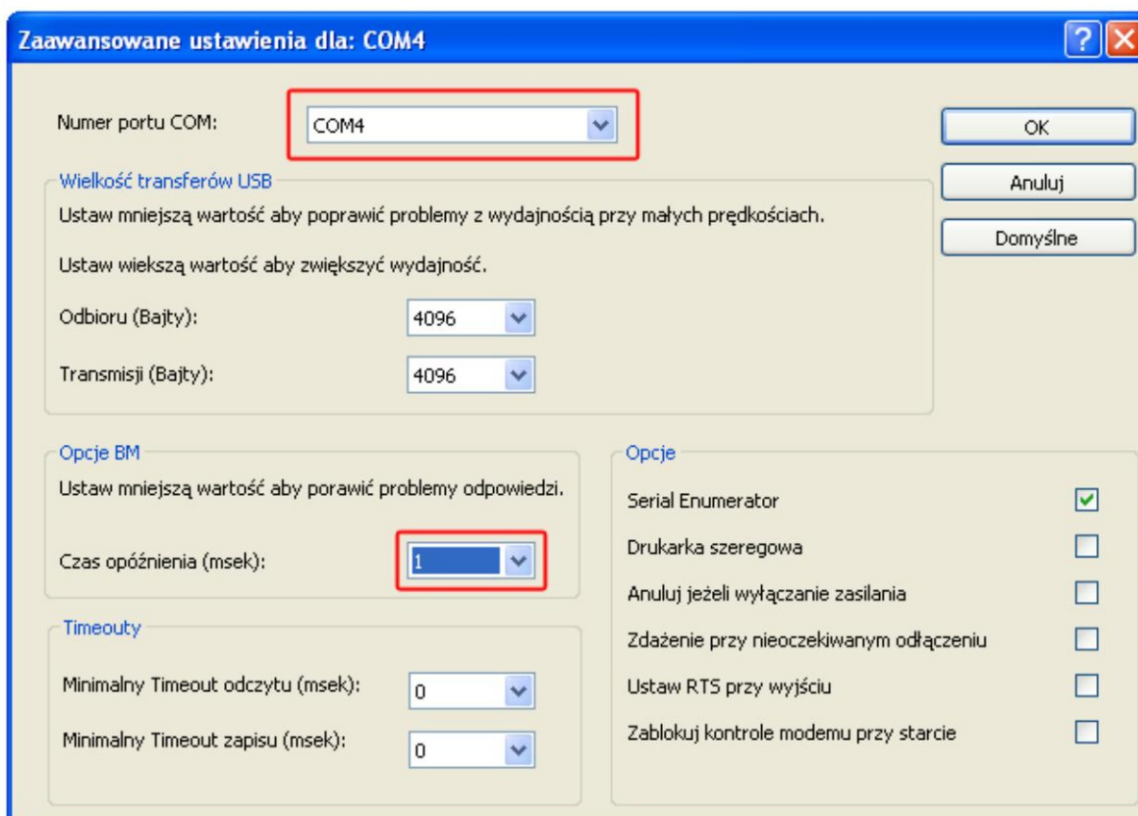 Zaawansowane ustawienia dla: COM4
Numer portu COM: COM4
OK
Wielkość transferów USB
Anuluj
Ustaw mniejszą wartość aby poprawić problemy z wydajnością przy małych prędkościach.
Domyślne
Ustaw wiekszą wartość aby zwiększyć wydajność.
Odbioru (Bajty): 4096
Transmisji (Bajty): 4096
Opcje BM
Ustaw mniejszą wartość aby porawić problemy odpowiedzi.
Czas opóźnienia (msek): 1
Timeouty
Minimalny Timeout odczytu (msek): 0
Minimalny Timeout zapisu (msek): 0
Opcje
Serial Enumerator
Drukarka szeregowa
Anuluj jeżeli wyłączanie zasilania
Zdażenie przy nieoczekiwanym odłączeniu
Ustaw RTS przy wyjściu
Zablokuj kontrole modemu przy starcie